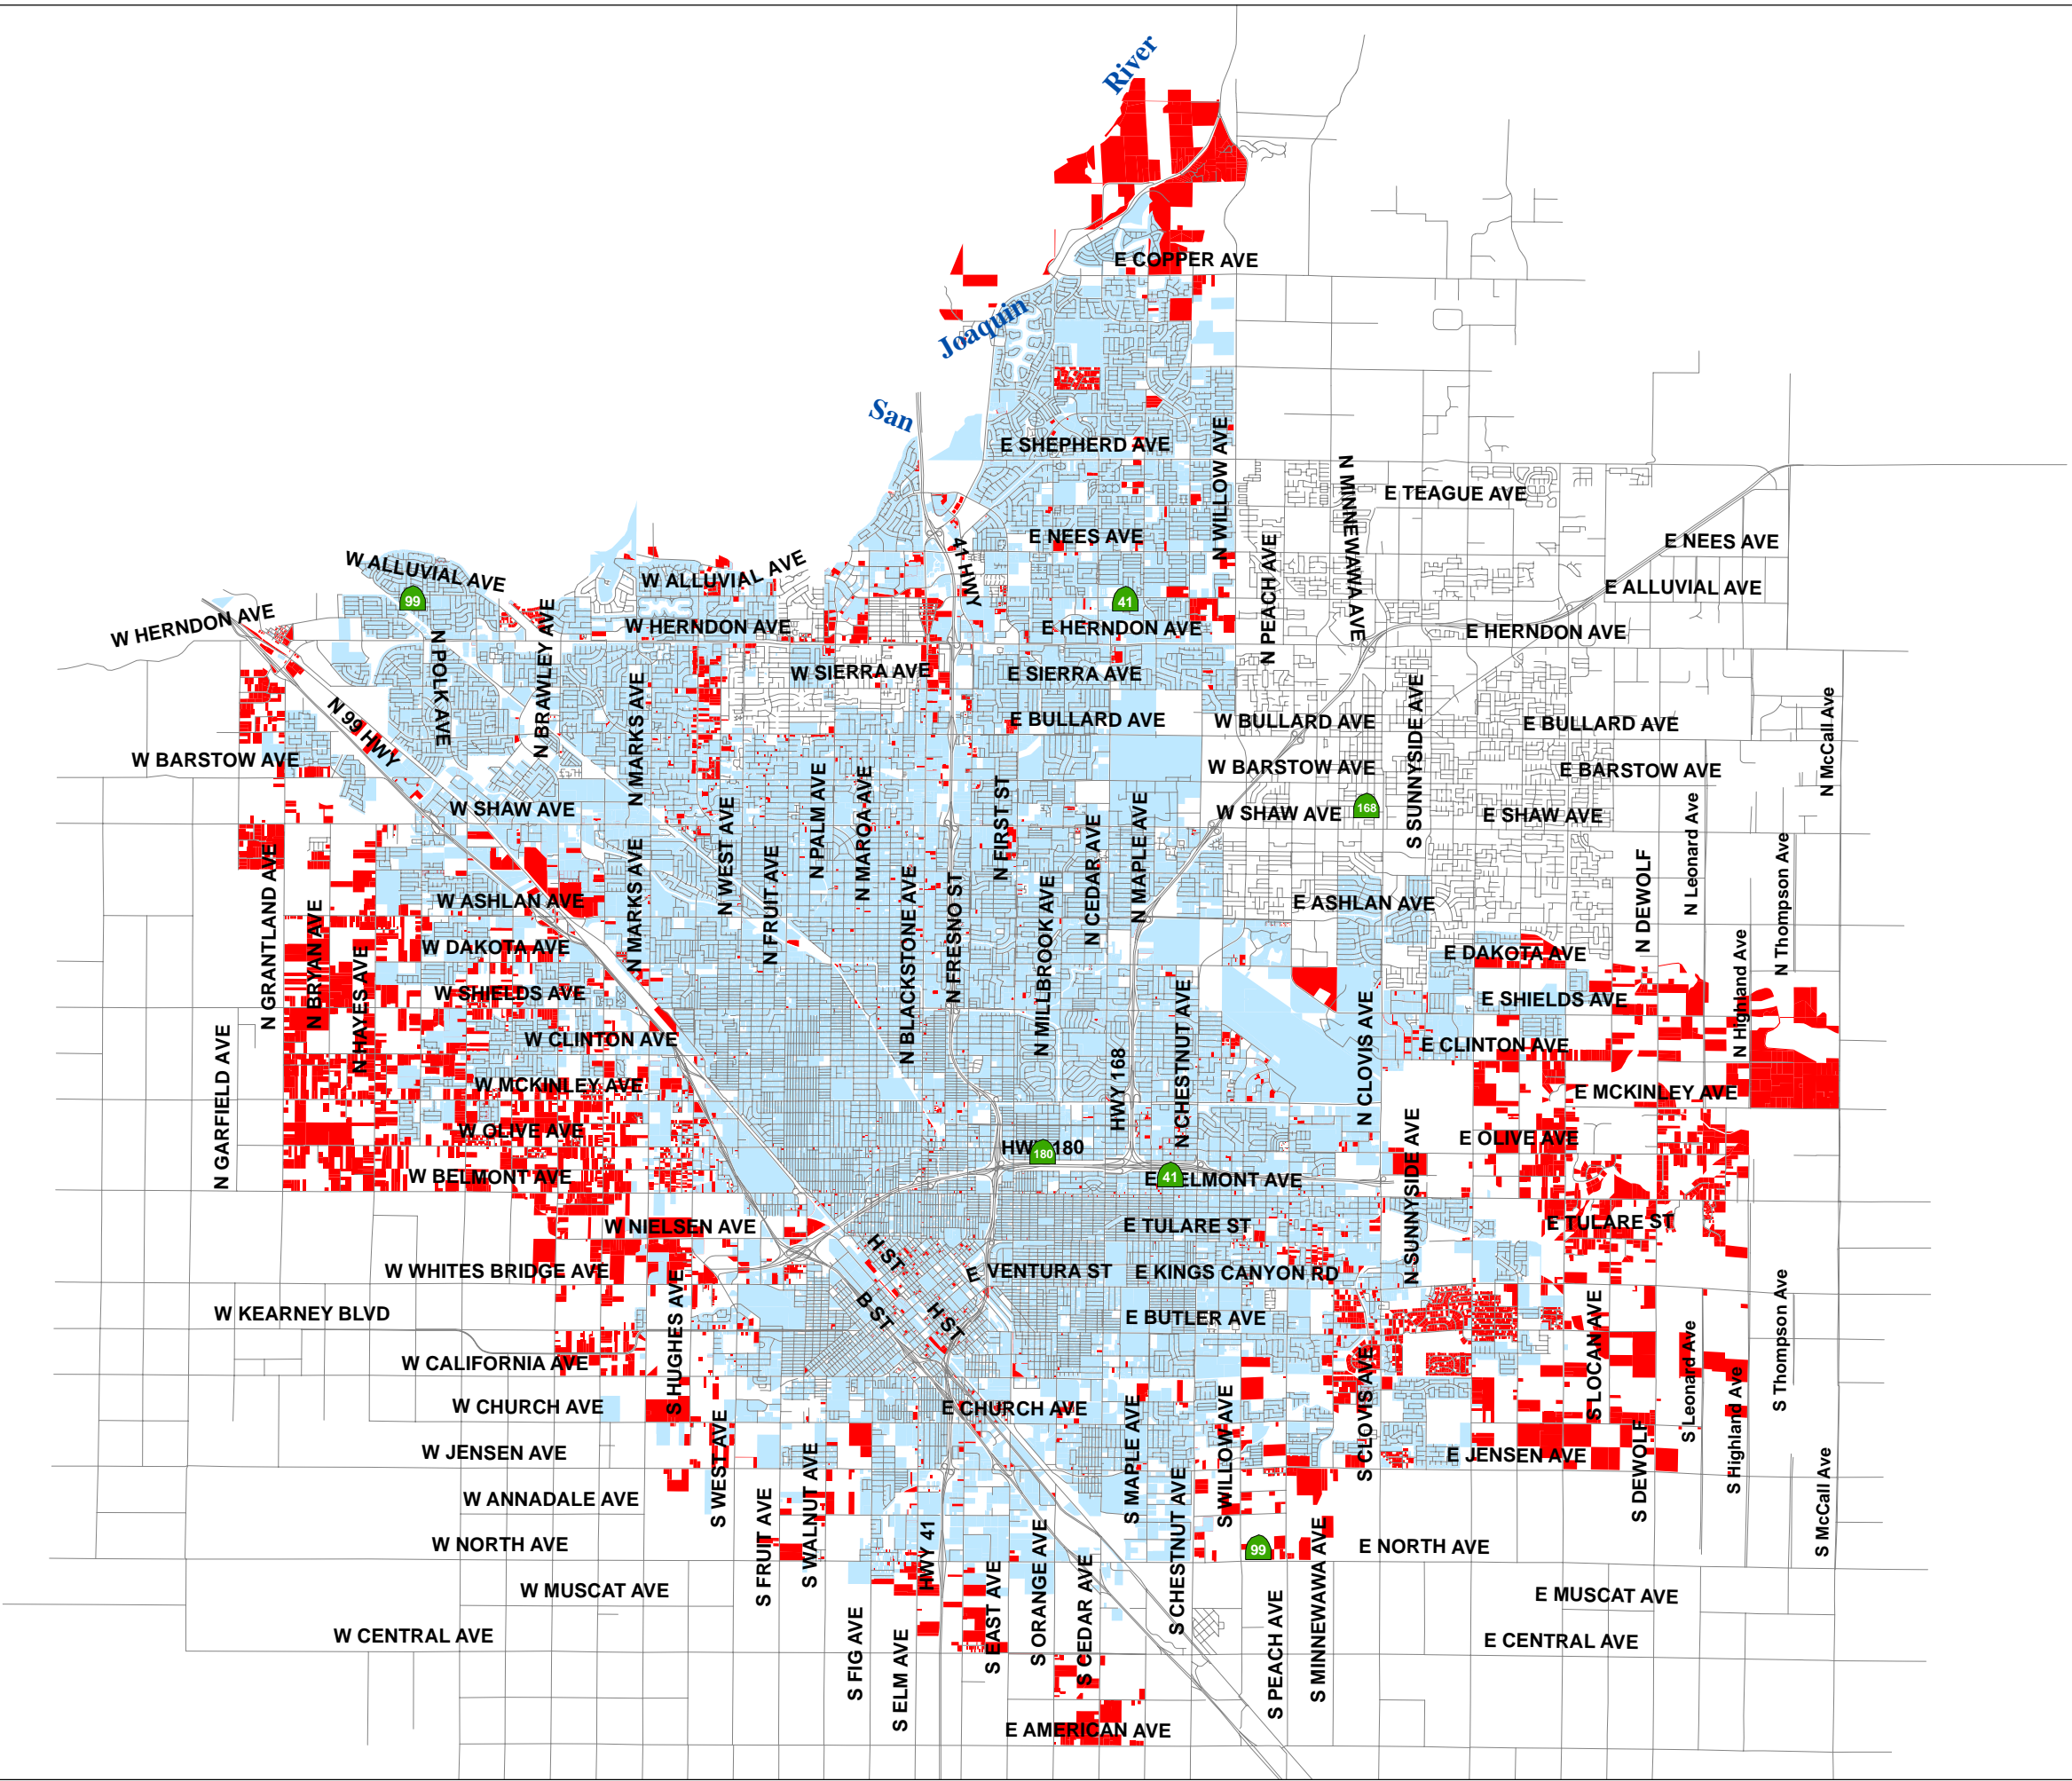 River
E COPPER AVE
Joaquin
San
E SHEPHERD AVE
N WILLOW AVE
N MINNEWAWA AVE
E TEAGUE AVE
E NEES AVE
E NEES AVE
41 HWY
N PEACH AVE
W ALLUVIAL AVE
W ALLUVIAL AVE
E ALLUVIAL AVE
99
41
W HERNDON AVE
W HERNDON AVE
E HERNDON AVE
E HERNDON AVE
N POLK AVE
N BRAWLEY AVE
W SIERRA AVE
E SIERRA AVE
N MARKS AVE
S SUNNYSIDE AVE
N 99 HWY
E BULLARD AVE
W BULLARD AVE
E BULLARD AVE
N McCall Ave
W BARSTOW AVE
W BARSTOW AVE
E BARSTOW AVE
W SHAW AVE
W SHAW AVE
168
E SHAW AVE
N PALM AVE
N MAROA AVE
N FIRST ST
N WEST AVE
N MAPLE AVE
N CEDAR AVE
N Leonard Ave
N Thompson Ave
N GRANTLAND AVE
N MARKS AVE
N FRUIT AVE
N DEWOLF
W ASHLAN AVE
E ASHLAN AVE
N BRYAN AVE
N HAYES AVE
N BLACKSTONE AVE
N FRESNO ST
N MILLBROOK AVE
W DAKOTA AVE
E DAKOTA AVE
N Highland Ave
W SHIELDS AVE
E SHIELDS AVE
N CHESTNUT AVE
N CLOVIS AVE
N GARFIELD AVE
W CLINTON AVE
E CLINTON AVE
HWY 168
W MCKINLEY AVE
E MCKINLEY AVE
W OLIVE AVE
E OLIVE AVE
180
180
41
W BELMONT AVE
N SUNNYSIDE AVE
W NIELSEN AVE
E TULARE ST
E TULARE ST
H ST
W WHITES BRIDGE AVE
E VENTURA ST
E KINGS CANYON RD
W KEARNEY BLVD
B ST
H ST
E BUTLER AVE
S HUGHES AVE
S LOCAN AVE
S Leonard Ave
S Thompson Ave
W CALIFORNIA AVE
S CLOVIS AVE
S Highland Ave
W CHURCH AVE
E CHURCH AVE
S WEST AVE
S MAPLE AVE
S WILLOW AVE
S DEWOLF
W JENSEN AVE
E JENSEN AVE
S WALNUT AVE
S CHESTNUT AVE
S McCall Ave
W ANNADALE AVE
S FRUIT AVE
HWY 41
S ORANGE AVE
W NORTH AVE
99
E NORTH AVE
S MINNEWAWA AVE
S EAST AVE
S CEDAR AVE
W MUSCAT AVE
E MUSCAT AVE
S PEACH AVE
W CENTRAL AVE
E CENTRAL AVE
S FIG AVE
S ELM AVE
E AMERICAN AVE